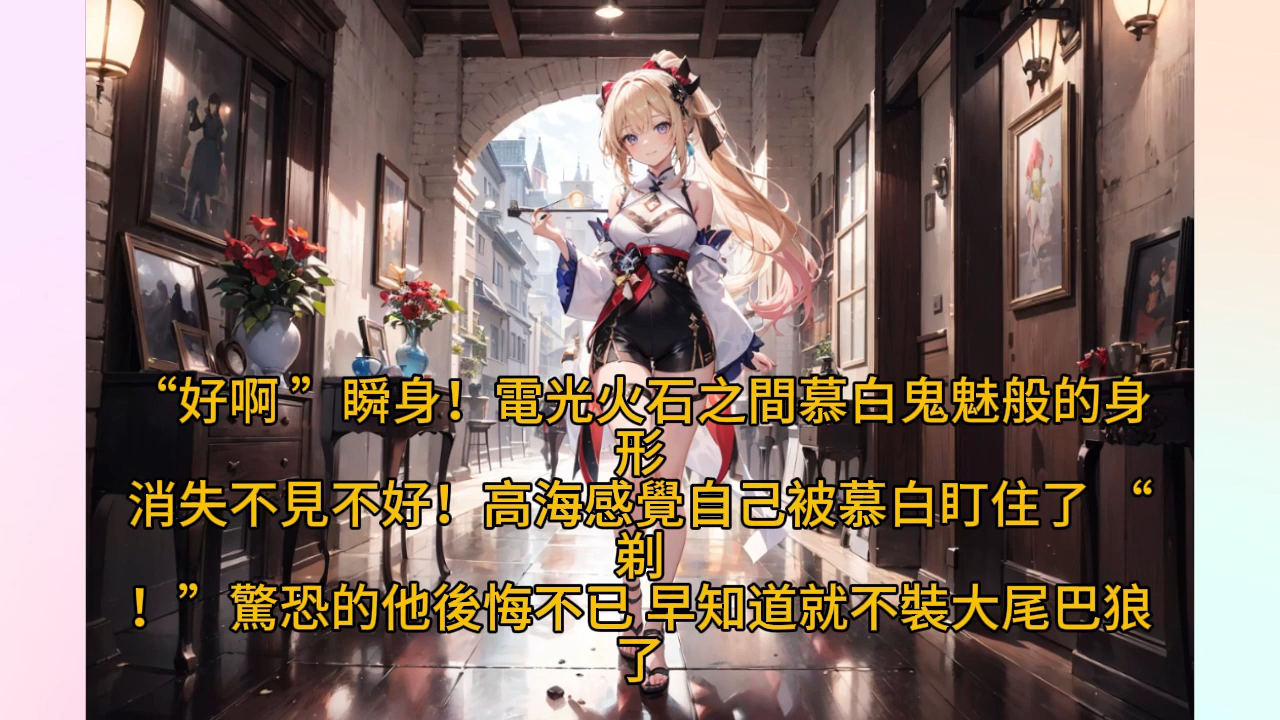 “好啊” 瞬身！電光火石之間慕白鬼魅般的身
形
消失不見不好！高海感覺自己被慕白盯住了 “
剃
！”驚恐的他後悔不已 早知道就不裝大尾巴狼
了